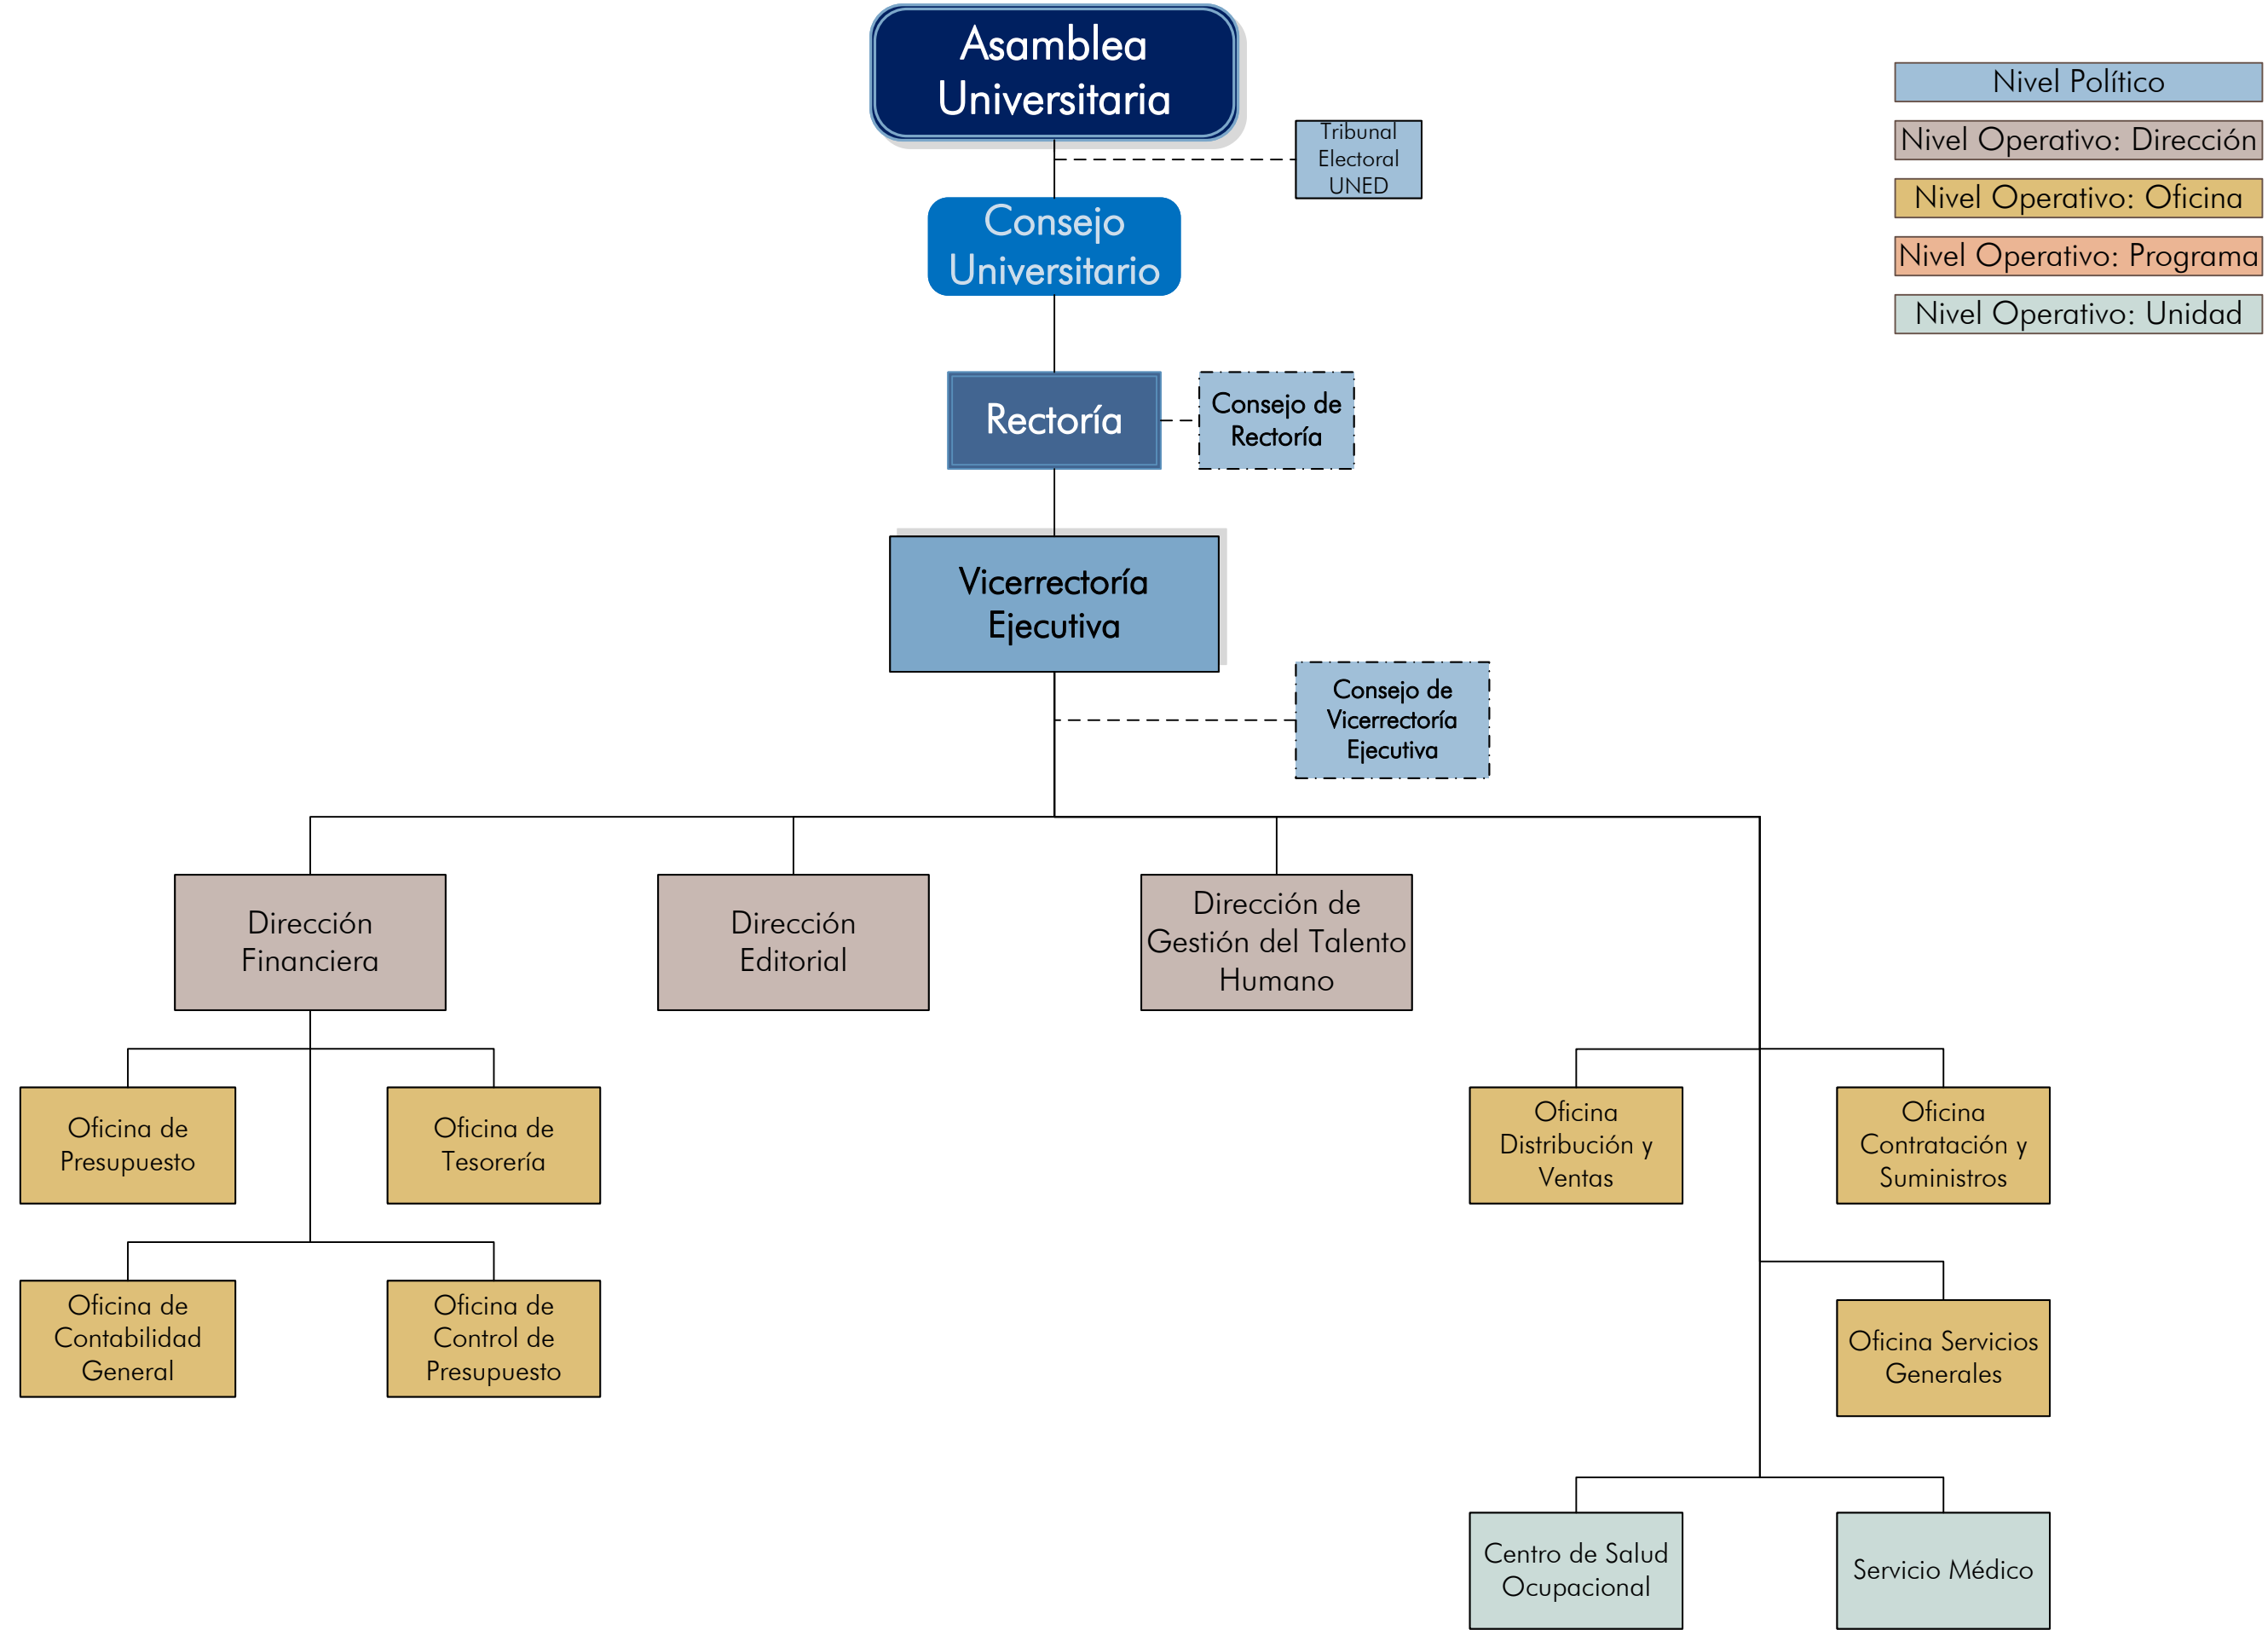 Asamblea
Universitaria
Nivel Político
Nivel Operativo: Dirección
Nivel Operativo: Oficina
Nivel Operativo: Programa
Nivel Operativo: Unidad
Tribunal
Electoral
UNED
Consejo
Universitario
Rectoría
Consejo de
Rectoría
Vicerrectoría
Ejecutiva
Consejo de
Vicerrectoría
Ejecutiva
Dirección
Financiera
Dirección
Editorial
Dirección de
Gestión del Talento
Humano
Oficina de
Presupuesto
Oficina de
Tesorería
Oficina
Distribución y
Ventas
Oficina
Contratación y
Suministros
Oficina de
Contabilidad
General
Oficina de
Control de
Presupuesto
Oficina Servicios
Generales
Centro de Salud
Ocupacional
Servicio Médico